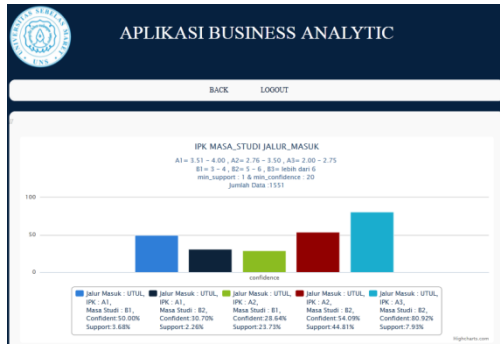 UNIVERSITAS SEBELAS MARET
UNS
APLIKASI BUSINESS ANALYTIC
BACK LOGOUT
IPK MASA_STUDI JALUR_MASUK
A1= 3.51 - 4.00 , A2= 2.76 - 3.50 , A3= 2.00 - 2.75
B1= 3 - 4 , B2= 5 - 6 , B3= lebih dari 6
min_support : 1 & min_confidence : 20
Jumlah Data :1551
100
50
0
confidence
Jalur Masuk : UTUL, Jalur Masuk : UTUL, Jalur Masuk : UTUL, Jalur Masuk : UTUL, Jalur Masuk : UTUL,
IPK : A1, IPK : A1, IPK : A2, IPK : A2, IPK : A3,
Masa Studi : B1, Masa Studi : B2, Masa Studi : B1, Masa Studi : B2, Masa Studi : B2,
Confident:50.00% Confident:30.70% Confident:28.64% Confident:54.09% Confident:80.92%
Support:3.68% Support:2.26% Support:23.73% Support:44.81% Support:7.93%
Highcharts.com